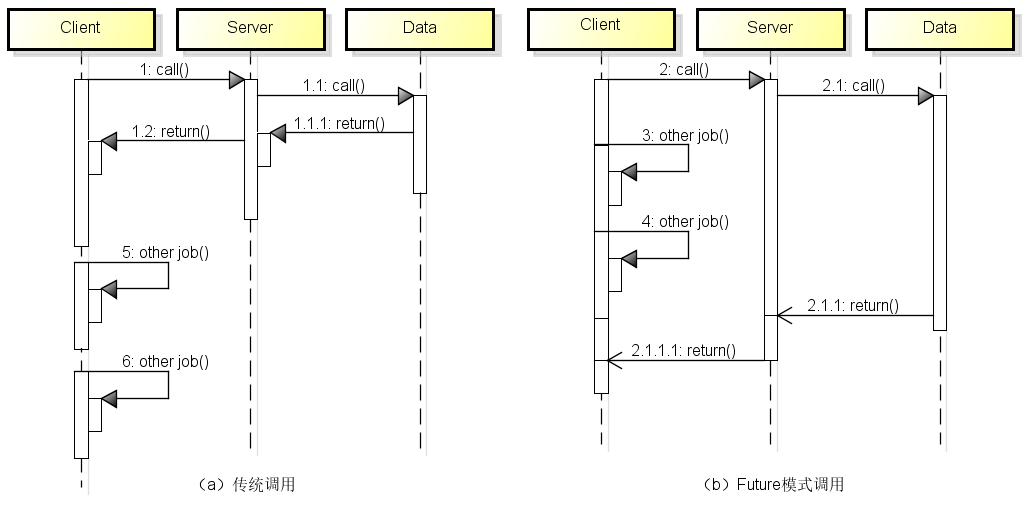 Client
Server
Data
1: call()
1.1: call()
1.1.1: return()
1.2: return()
5: other job()
6: other job()
（a）传统调用
Client
Server
Data
2: call()
2.1: call()
3: other job()
4: other job()
2.1.1: return()
2.1.1.1: return()
（b）Future模式调用